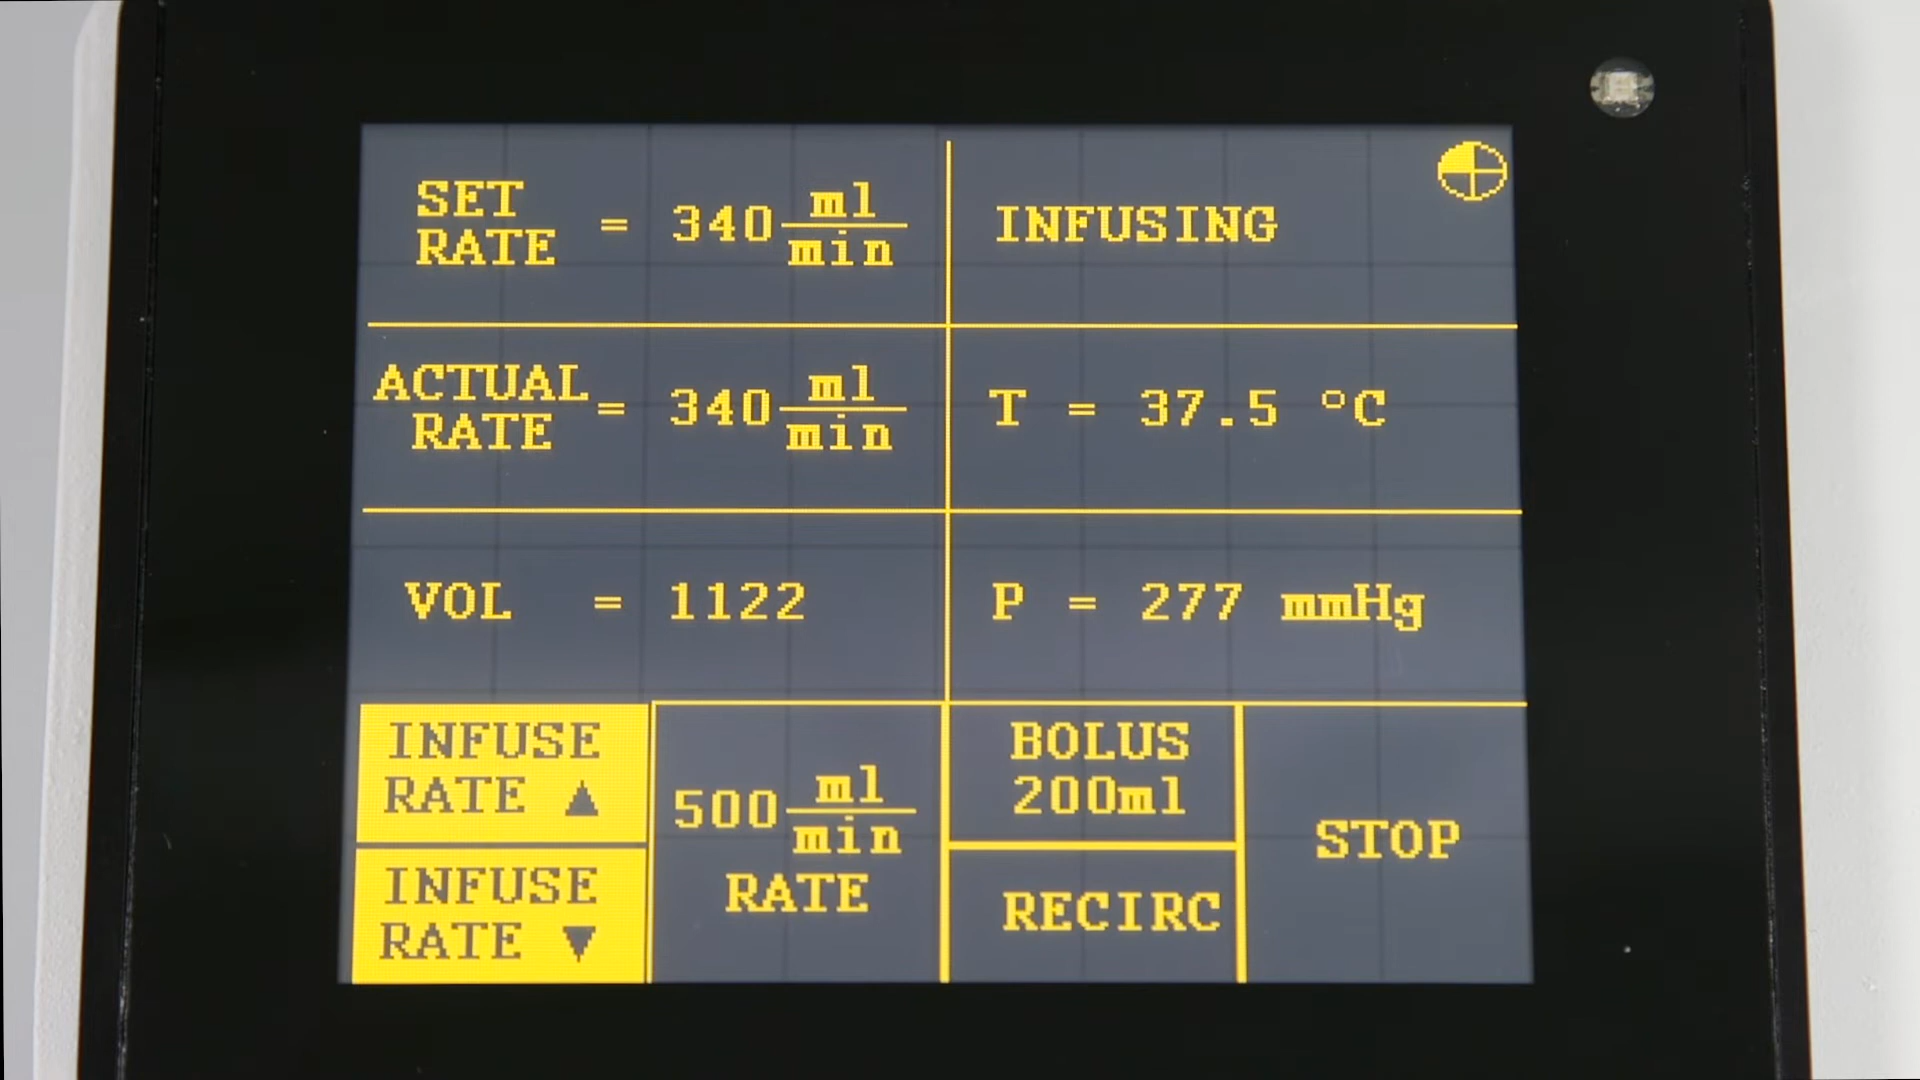 SET RATE = 340 ml/min
INFUSING
ACTUAL RATE = 340 ml/min
T = 37.5 °C
VOL = 1122
P = 277 mmHg
INFUSE
RATE ▲
INFUSE
RATE ▼
500 ml/min
RATE
BOLUS
200ml
RECIRC
STOP